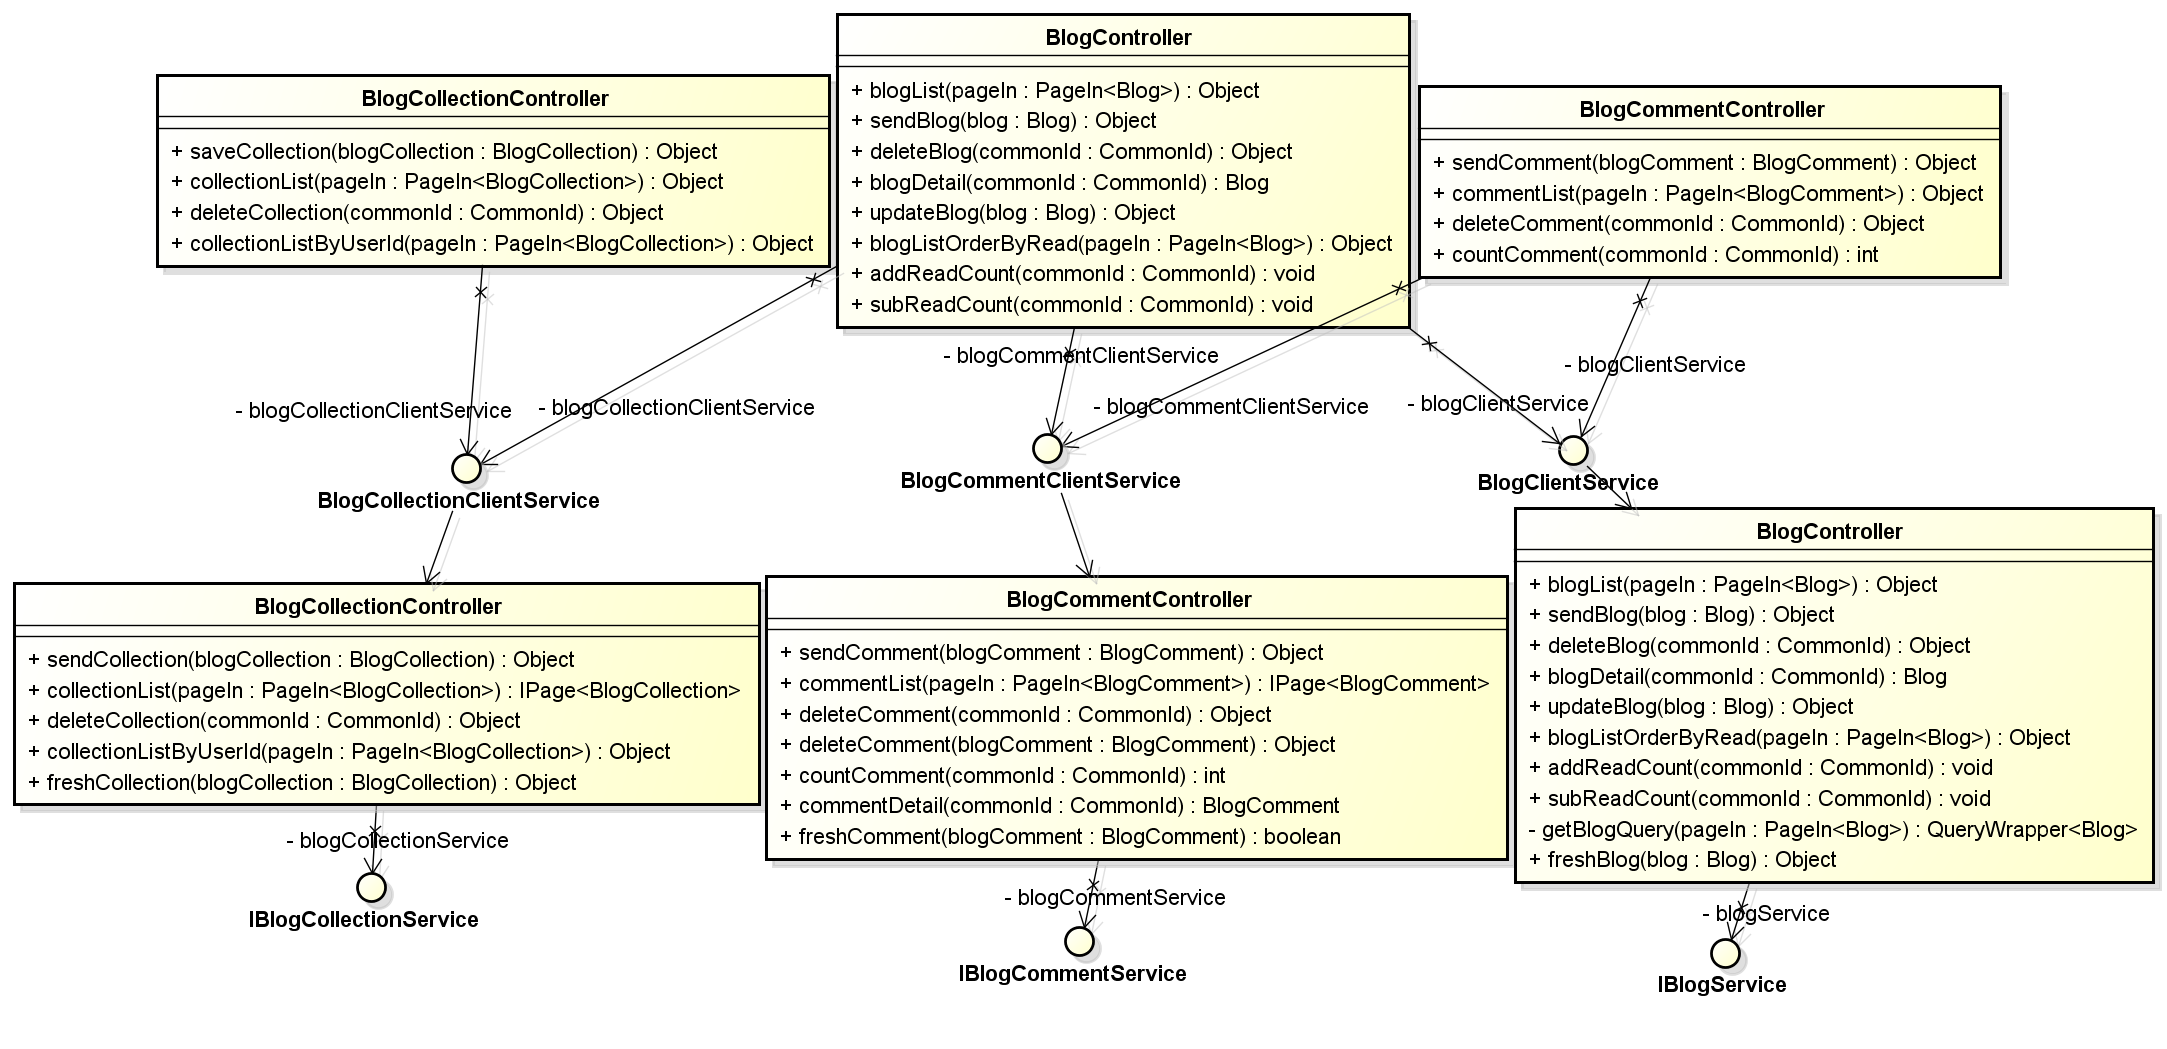 BlogController
+ blogList(pageIn : PageIn<Blog>) : Object
+ sendBlog(blog : Blog) : Object
+ deleteBlog(commonId : CommonId) : Object
+ blogDetail(commonId : CommonId) : Blog
+ updateBlog(blog : Blog) : Object
+ blogListOrderByRead(pageIn : PageIn<Blog>) : Object
+ addReadCount(commonId : CommonId) : void
+ subReadCount(commonId : CommonId) : void
BlogCollectionController
+ saveCollection(blogCollection : BlogCollection) : Object
+ collectionList(pageIn : PageIn<BlogCollection>) : Object
+ deleteCollection(commonId : CommonId) : Object
+ collectionListByUserId(pageIn : PageIn<BlogCollection>) : Object
BlogCommentController
+ sendComment(blogComment : BlogComment) : Object
+ commentList(pageIn : PageIn<BlogComment>) : Object
+ deleteComment(commonId : CommonId) : Object
+ countComment(commonId : CommonId) : int
- blogCommentClientService
- blogClientService
- blogCollectionClientService
- blogCollectionClientService
- blogCommentClientService
- blogClientService
BlogCollectionClientService
BlogCommentClientService
BlogClientService
BlogCollectionController
+ sendCollection(blogCollection : BlogCollection) : Object
+ collectionList(pageIn : PageIn<BlogCollection>) : IPage<BlogCollection>
+ deleteCollection(commonId : CommonId) : Object
+ collectionListByUserId(pageIn : PageIn<BlogCollection>) : Object
+ freshCollection(blogCollection : BlogCollection) : Object
BlogCommentController
+ sendComment(blogComment : BlogComment) : Object
+ commentList(pageIn : PageIn<BlogComment>) : IPage<BlogComment>
+ deleteComment(commonId : CommonId) : Object
+ deleteComment(blogComment : BlogComment) : Object
+ countComment(commonId : CommonId) : int
+ commentDetail(commonId : CommonId) : BlogComment
+ freshComment(blogComment : BlogComment) : boolean
BlogController
+ blogList(pageIn : PageIn<Blog>) : Object
+ sendBlog(blog : Blog) : Object
+ deleteBlog(commonId : CommonId) : Object
+ blogDetail(commonId : CommonId) : Blog
+ updateBlog(blog : Blog) : Object
+ blogListOrderByRead(pageIn : PageIn<Blog>) : Object
+ addReadCount(commonId : CommonId) : void
+ subReadCount(commonId : CommonId) : void
- getBlogQuery(pageIn : PageIn<Blog>) : QueryWrapper<Blog>
+ freshBlog(blog : Blog) : Object
- blogCollectionService
- blogCommentService
- blogService
IBlogCollectionService
IBlogCommentService
IBlogService